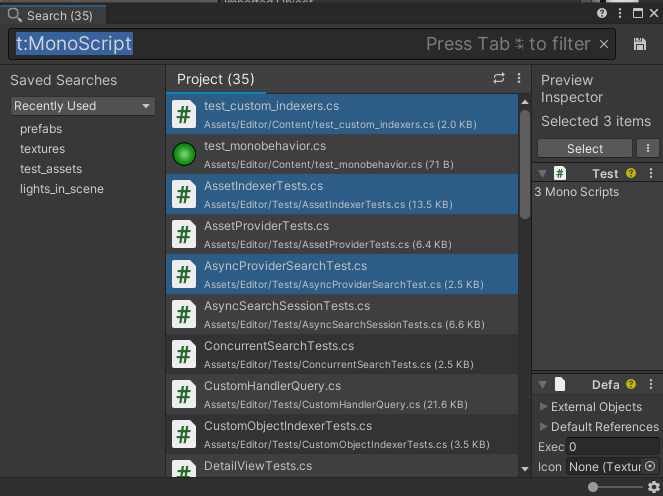 Imported Object
Search (35)
t:MonoScript
Press Tab ↹ to filter
Saved Searches
Recently Used
prefabs
textures
test_assets
lights_in_scene
Project (35)
test_custom_indexers.cs
Assets/Editor/Content/test_custom_indexers.cs (2.0 KB)
test_monobehavior.cs
Assets/Editor/Content/test_monobehavior.cs (71 B)
AssetIndexerTests.cs
Assets/Editor/Tests/AssetIndexerTests.cs (13.5 KB)
AssetProviderTests.cs
Assets/Editor/Tests/AssetProviderTests.cs (6.4 KB)
AsyncProviderSearchTest.cs
Assets/Editor/Tests/AsyncProviderSearchTest.cs (2.5 KB)
AsyncSearchSessionTests.cs
Assets/Editor/Tests/AsyncSearchSessionTests.cs (6.6 KB)
ConcurrentSearchTests.cs
Assets/Editor/Tests/ConcurrentSearchTests.cs (2.5 KB)
CustomHandlerQuery.cs
Assets/Editor/Tests/CustomHandlerQuery.cs (21.6 KB)
CustomObjectIndexerTests.cs
Assets/Editor/Tests/CustomObjectIndexerTests.cs (3.5 KB)
DetailViewTests.cs
Preview
Inspector
Selected 3 items
Select
Test
3 Mono Scripts
Defa
External Objects
Default References
Exec 0
Icon None (Textur